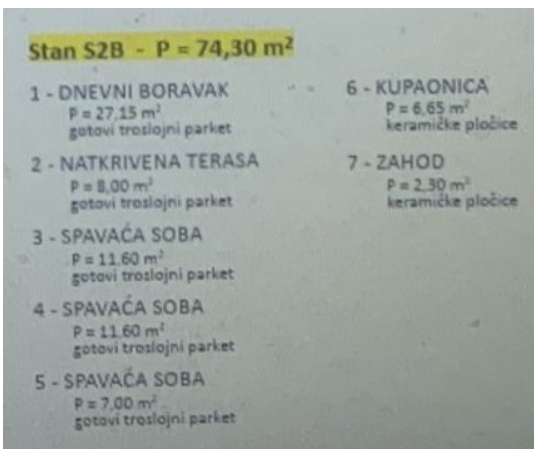 Stan S2B - P = 74,30 m²
1 - DNEVNI BORAVAK
P = 27,15 m²
gotovi troslojni parket
2 - NATKRIVENA TERASA
P = 8,00 m²
gotovi troslojni parket
3 - SPAVAĆA SOBA
P = 11,60 m²
gotovi troslojni parket
4 - SPAVAĆA SOBA
P = 11,60 m²
gotovi troslojni parket
5 - SPAVAĆA SOBA
P = 7,00 m²
gotovi troslojni parket
6 - KUPAONICA
P = 6,65 m²
keramičke pločice
7 - ZAHOD
P = 2,30 m²
keramičke pločice